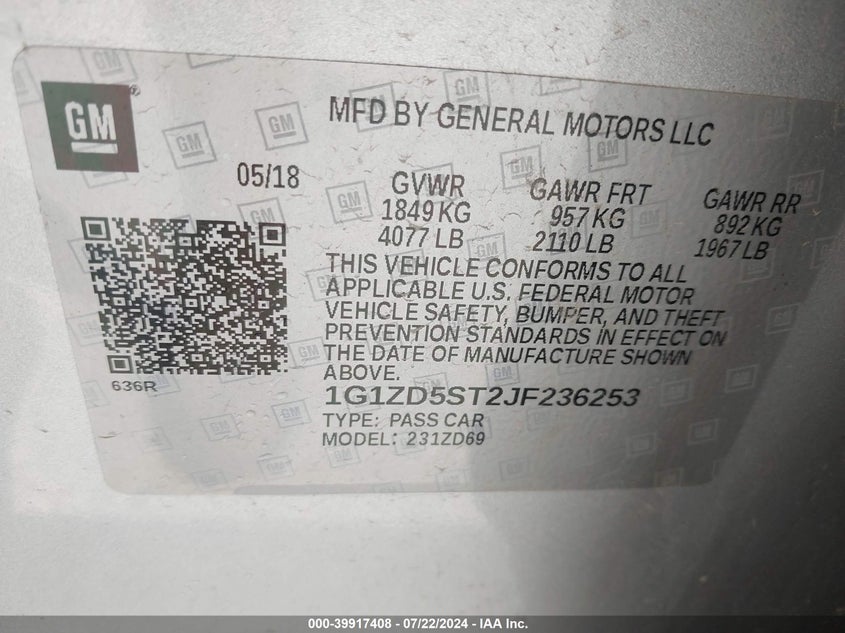 GM
MFD BY GENERAL MOTORS LLC
05/18
GVWR GAWR FRT GAWR RR
1849 KG 957 KG 892 KG
4077 LB 2110 LB 1967 LB
THIS VEHICLE CONFORMS TO ALL
APPLICABLE U.S. FEDERAL MOTOR
VEHICLE SAFETY, BUMPER, AND THEFT
PREVENTION STANDARDS IN EFFECT ON
THE DATE OF MANUFACTURE SHOWN
ABOVE.
636R
1G1ZD5ST2JF236253
TYPE: PASS CAR
MODEL: 231ZD69
000-39917408 - 07/22/2024 - IAA Inc.